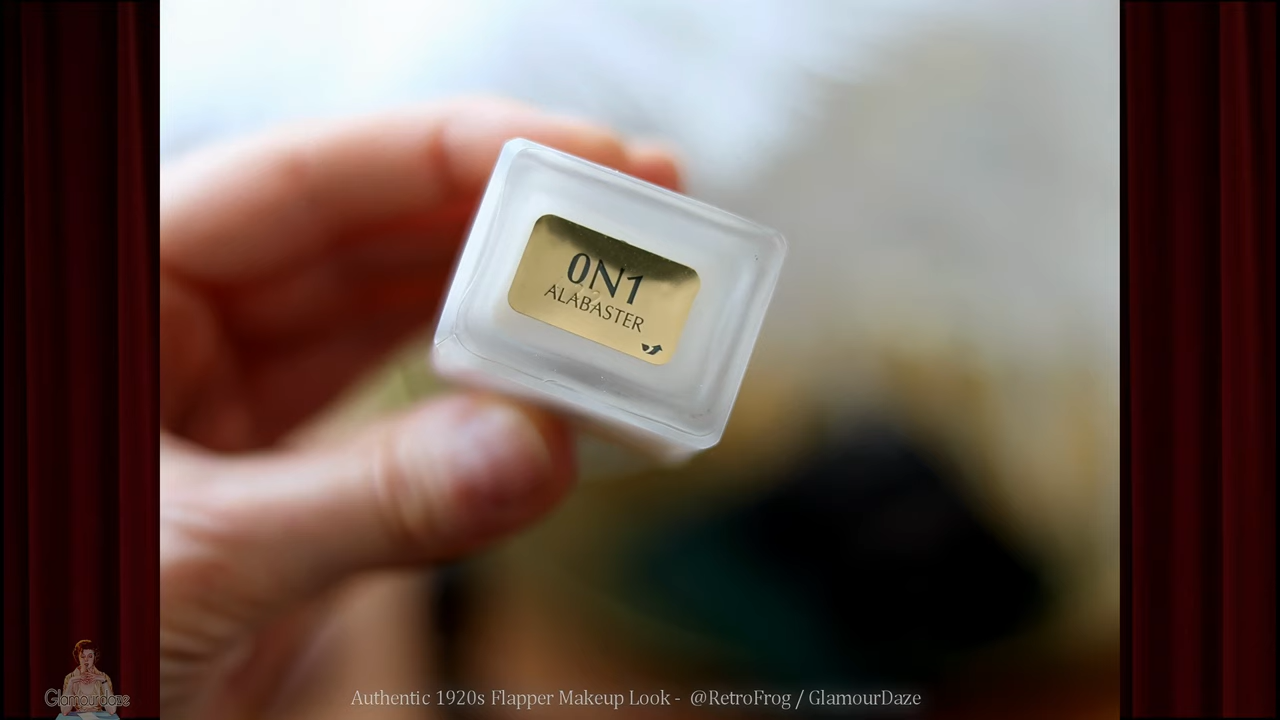 0N1
ALABASTER
Glamourdaze
Authentic 1920s Flapper Makeup Look - @RetroFrog / GlamourDaze